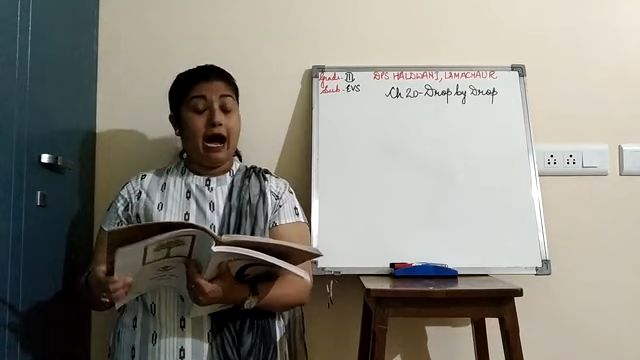 Grade- III DPS HALDWANI, LAMACHAUR
Sub- EVS Ch 20- Drop by Drop